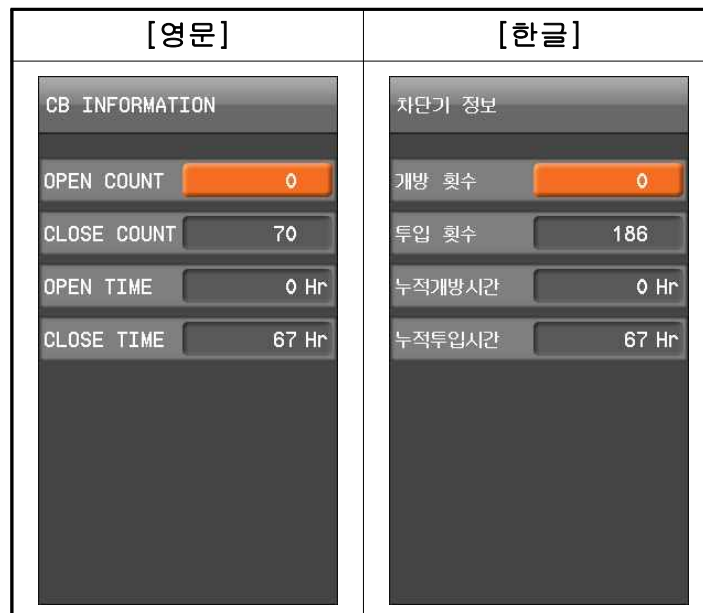 [영문]
[한글]
CB INFORMATION
OPEN COUNT 0
CLOSE COUNT 70
OPEN TIME 0 Hr
CLOSE TIME 67 Hr
차단기 정보
개방 횟수 0
투입 횟수 186
누적개방시간 0 Hr
누적투입시간 67 Hr